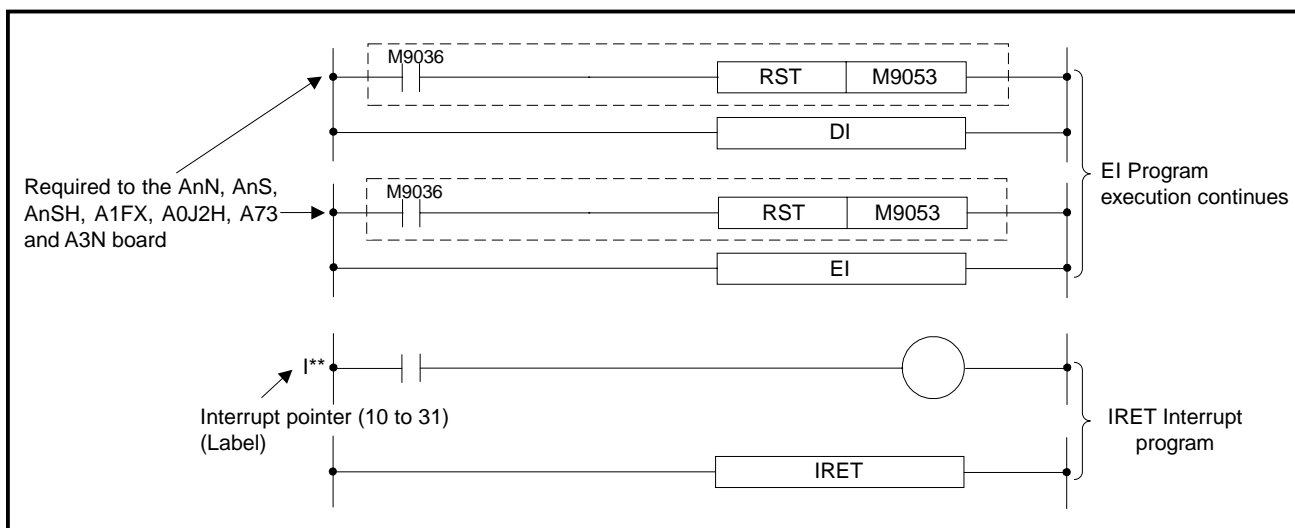 M9036
RST M9053
DI
Required to the AnN, AnS,
AnSH, A1FX, A0J2H, A73
and A3N board
M9036
RST M9053
EI
EI Program
execution continues
I**
Interrupt pointer (10 to 31)
(Label)
IRET Interrupt
program
IRET